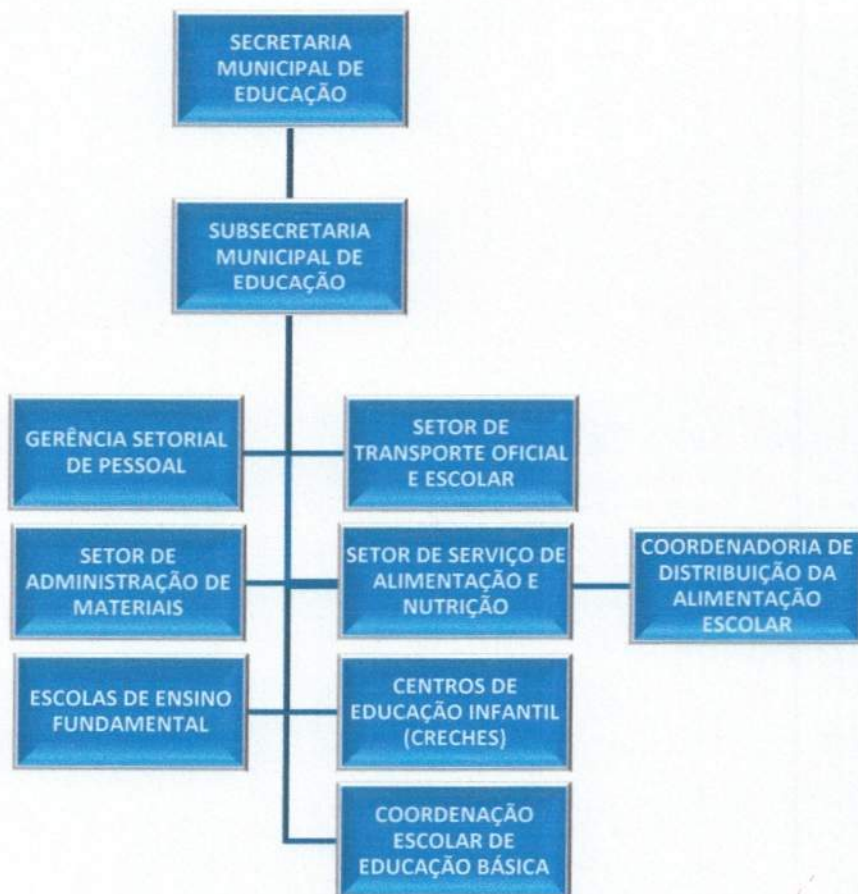 SECRETARIA
MUNICIPAL DE
EDUCAÇÃO
SUBSECRETARIA
MUNICIPAL DE
EDUCAÇÃO
GERÊNCIA SETORIAL
DE PESSOAL
SETOR DE
TRANSPORTE OFICIAL
E ESCOLAR
SETOR DE
ADMINISTRAÇÃO DE
MATERIAIS
SETOR DE SERVIÇO DE
ALIMENTAÇÃO E
NUTRIÇÃO
COORDENADORIA DE
DISTRIBUIÇÃO DA
ALIMENTAÇÃO
ESCOLAR
ESCOLAS DE ENSINO
FUNDAMENTAL
CENTROS DE
EDUCAÇÃO INFANTIL
(CRECHES)
COORDENAÇÃO
ESCOLAR DE
EDUCAÇÃO BÁSICA